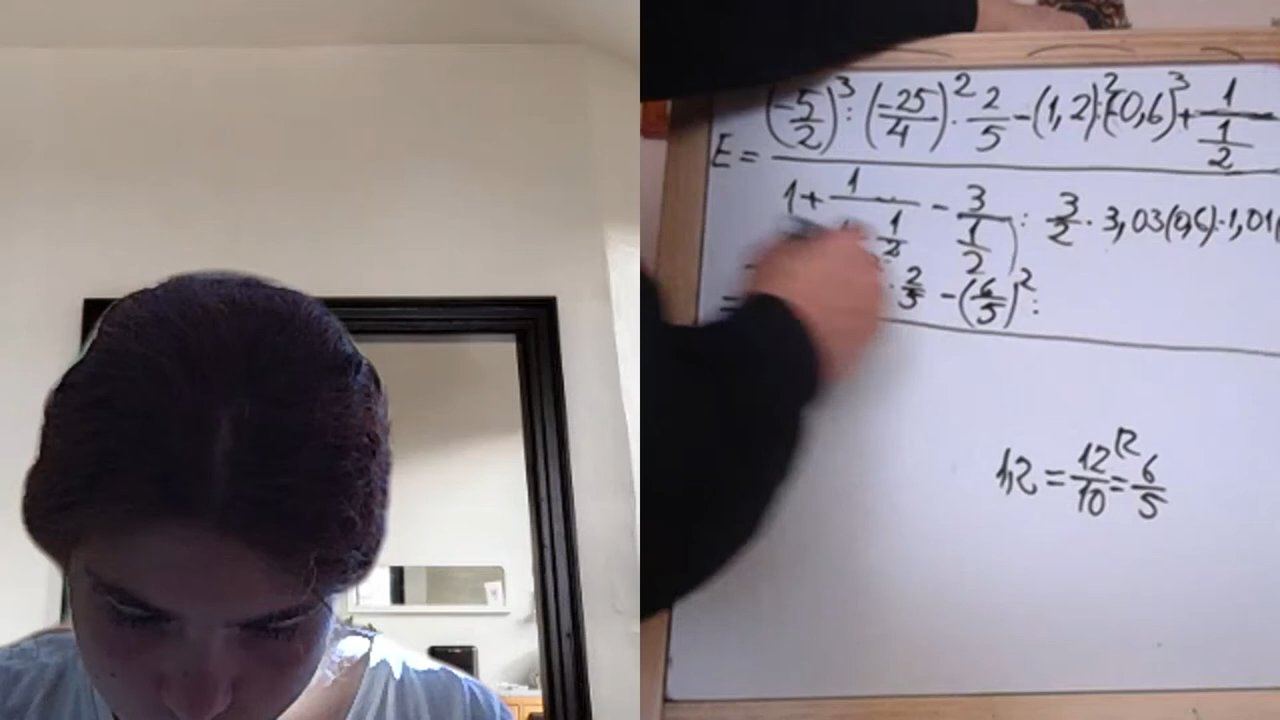 E = ((-5/2)^3 : (-25/4)^2 · 2/5 - (1,2)^2 : (-0,6)^3 + 1/(1/2))
1 + 1/( 1/2) - 3/(1/2) : 3/2 · 3,03(0,6) · 1,01(
= · 2/5 - (6/5)^2 :
1,2 = 12/10 = 6/5